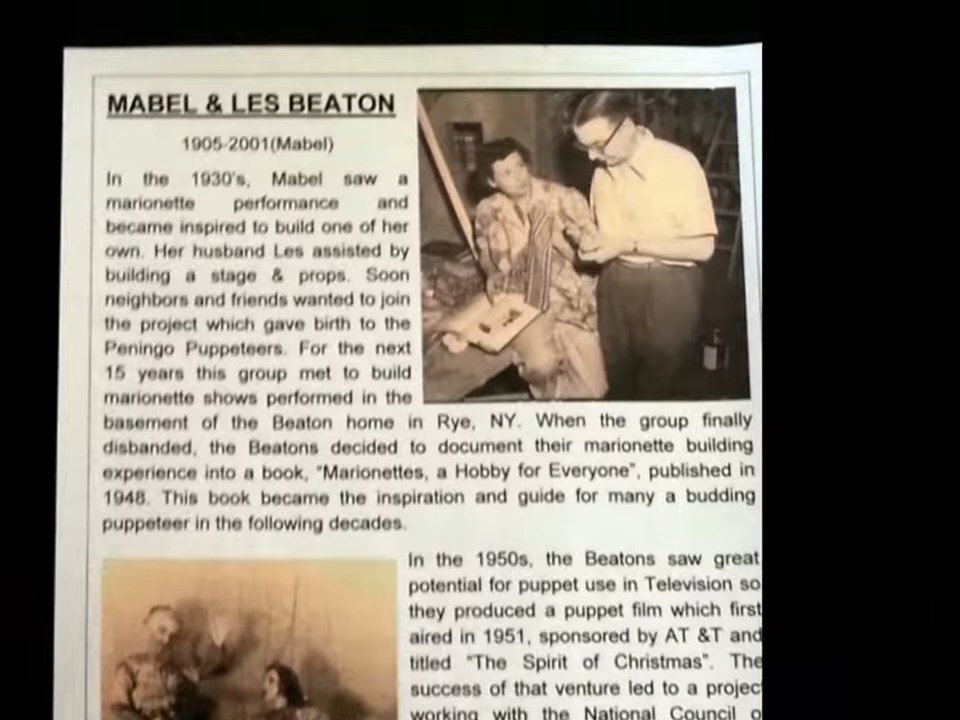 MABEL & LES BEATON
1905-2001(Mabel)
In the 1930's, Mabel saw a
marionette performance and
became inspired to build one of her
own. Her husband Les assisted by
building a stage & props. Soon
neighbors and friends wanted to join
the project which gave birth to the
Peningo Puppeteers. For the next
15 years this group met to build
marionette shows performed in the
basement of the Beaton home in Rye, NY. When the group finally
disbanded, the Beatons decided to document their marionette building
experience into a book, "Marionettes, a Hobby for Everyone", published in
1948. This book became the inspiration and guide for many a budding
puppeteer in the following decades.
In the 1950s, the Beatons saw great
potential for puppet use in Television so
they produced a puppet film which first
aired in 1951, sponsored by AT &T and
titled "The Spirit of Christmas". The
success of that venture led to a project
working with the National Council o